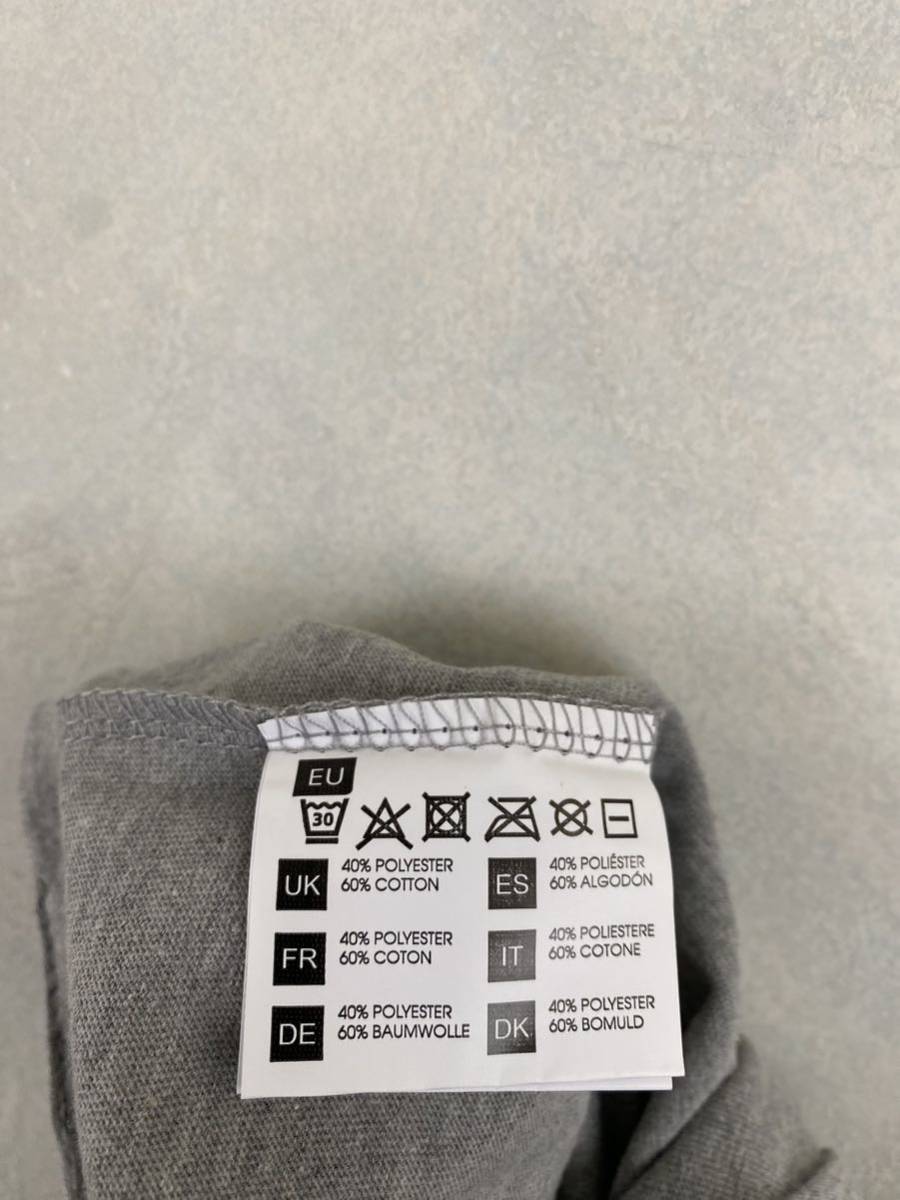 EU
30
UK
40% POLYESTER
60% COTTON
ES
40% POLIÉSTER
60% ALGODÓN
FR
40% POLYESTER
60% COTON
IT
40% POLIESTERE
60% COTONE
DE
40% POLYESTER
60% BAUMWOLLE
DK
40% POLYESTER
60% BOMULD